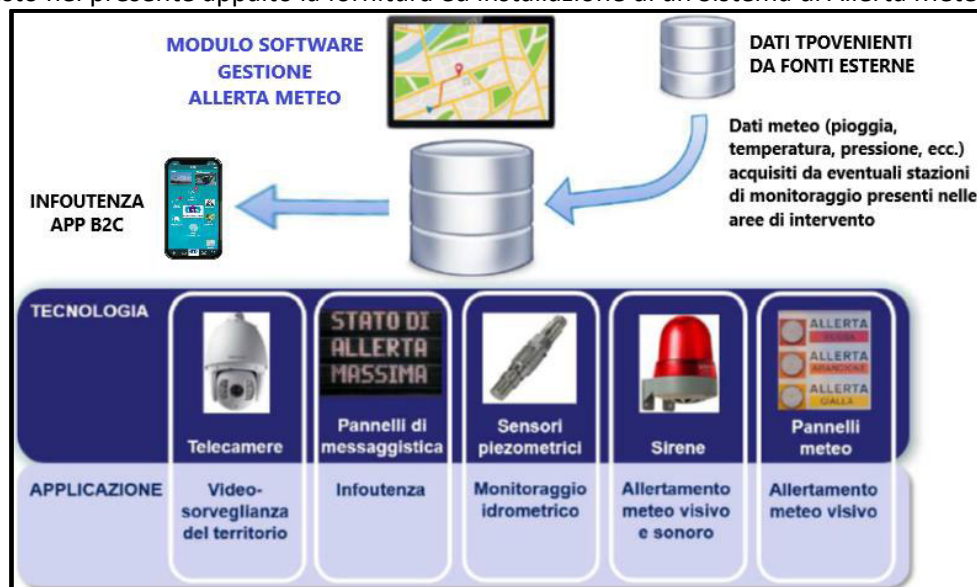 MODULO SOFTWARE
GESTIONE
ALLERTA METEO
DATI TPOVENIENTI
DA FONTI ESTERNE
Dati meteo (pioggia,
temperatura, pressione, ecc.)
acquisiti da eventuali stazioni
di monitoraggio presenti nelle
aree di intervento
INFOUTENZA
APP B2C
TECNOLOGIA
STATO DI
ALLERTA
MASSIMA
ALLERTA
ROSSA
ALLERTA
ARANCIONE
ALLERTA
GIALLA
Telecamere
Pannelli di
messaggistica
Sensori
piezometrici
Sirene
Pannelli
meteo
APPLICAZIONE
Video-
sorveglianza
del territorio
Infoutenza
Monitoraggio
idrometrico
Allertamento
meteo visivo
e sonoro
Allertamento
meteo visivo